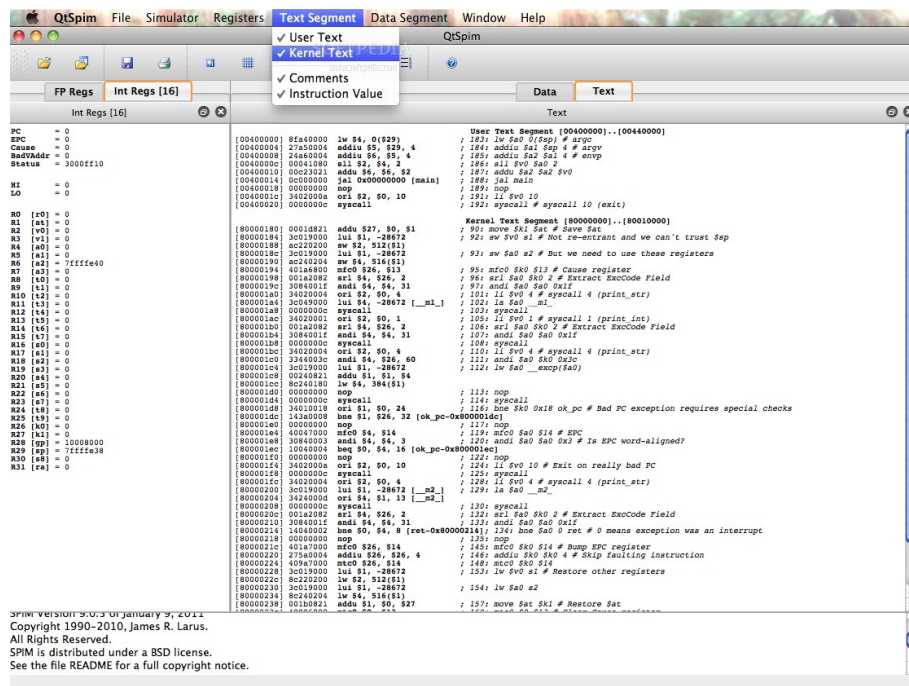 QtSpim File Simulator Registers Text Segment Data Segment Window Help
QtSpim
✓ User Text
✓ Kernel Text
✓ Comments
✓ Instruction Value
FP Regs Int Regs [16]
Data Text
Int Regs [16]
Text
PC = 0
EPC = 0
Cause = 0
BadVAddr = 0
Status = 3000ff10
HI = 0
LO = 0
R0 [r0] = 0
R1 [at] = 0
R2 [v0] = 0
R3 [v1] = 0
R4 [a0] = 0
R5 [a1] = 0
R6 [a2] = 7ffffe40
R7 [a3] = 0
R8 [t0] = 0
R9 [t1] = 0
R10 [t2] = 0
R11 [t3] = 0
R12 [t4] = 0
R13 [t5] = 0
R14 [t6] = 0
R15 [t7] = 0
R16 [s0] = 0
R17 [s1] = 0
R18 [s2] = 0
R19 [s3] = 0
R20 [s4] = 0
R21 [s5] = 0
R22 [s6] = 0
R23 [s7] = 0
R24 [t8] = 0
R25 [t9] = 0
R26 [k0] = 0
R27 [k1] = 0
R28 [gp] = 10008000
R29 [sp] = 7ffffe38
R30 [s8] = 0
R31 [ra] = 0
User Text Segment [00400000]..[00440000]
[00400000] 8fa40000 lw $4, 0($29) ; 183: lw $a0 0($sp) # argc
[00400004] 27a50004 addiu $5, $29, 4 ; 184: addiu $a1 $sp 4 # argv
[00400008] 24a60004 addiu $6, $5, 4 ; 185: addiu $a2 $a1 4 # envp
[0040000c] 00041080 sll $2, $4, 2 ; 186: sll $v0 $a0 2
[00400010] 00c23021 addu $6, $6, $2 ; 187: addu $a2 $a2 $v0
[00400014] 0c000000 jal 0x00000000 [main] ; 188: jal main
[00400018] 00000000 nop ; 189: nop
[0040001c] 3402000a ori $2, $0, 10 ; 191: li $v0 10
[00400020] 0000000c syscall ; 192: syscall # syscall 10 (exit)
Kernel Text Segment [80000000]..[80010000]
[80000180] 0001d821 addu $27, $0, $1 ; 90: move $k1 $at # Save $at
[80000184] 3c019000 lui $1, -28672 ; 92: sw $v0 s1 # Not re-entrant and we can't trust $sp
[80000188] ac220200 sw $2, 512($1)
[8000018c] 3c019000 lui $1, -28672 ; 93: sw $a0 s2 # But we need to use these registers
[80000190] ac240204 sw $4, 516($1)
[80000194] 401a6800 mfc0 $26, $13 ; 95: mfc0 $k0 $13 # Cause register
[80000198] 001a2082 srl $4, $26, 2 ; 96: srl $a0 $k0 2 # Extract ExcCode Field
[8000019c] 3084001f andi $4, $4, 31 ; 97: andi $a0 $a0 0x1f
[800001a0] 34020004 ori $2, $0, 4 ; 101: li $v0 4 # syscall 4 (print_str)
[800001a4] 3c049000 lui $4, -28672 [__m1_] ; 102: la $a0 __m1_
[800001a8] 0000000c syscall ; 103: syscall
[800001ac] 34020001 ori $2, $0, 1 ; 105: li $v0 1 # syscall 1 (print_int)
[800001b0] 001a2082 srl $4, $26, 2 ; 106: srl $a0 $k0 2 # Extract ExcCode Field
[800001b4] 3084001f andi $4, $4, 31 ; 107: andi $a0 $a0 0x1f
[800001b8] 0000000c syscall ; 108: syscall
[800001bc] 34020004 ori $2, $0, 4 ; 110: li $v0 4 # syscall 4 (print_str)
[800001c0] 3344003c andi $4, $26, 60 ; 111: andi $a0 $k0 0x3c
[800001c4] 3c019000 lui $1, -28672 ; 112: lw $a0 __excp($a0)
[800001c8] 00240821 addu $1, $1, $4
[800001cc] 8c240180 lw $4, 384($1)
[800001d0] 00000000 nop ; 113: nop
[800001d4] 0000000c syscall ; 114: syscall
[800001d8] 34010018 ori $1, $0, 24 ; 116: bne $k0 0x18 ok_pc # Bad PC exception requires special checks
[800001dc] 143a0008 bne $1, $26, 32 [ok_pc-0x800001dc]
[800001e0] 00000000 nop ; 117: nop
[800001e4] 40047000 mfc0 $4, $14 ; 119: mfc0 $a0 $14 # EPC
[800001e8] 30840003 andi $4, $4, 3 ; 120: andi $a0 $a0 0x3 # Is EPC word-aligned?
[800001ec] 10040004 beq $0, $4, 16 [ok_pc-0x800001ec]
[800001f0] 00000000 nop ; 122: nop
[800001f4] 3402000a ori $2, $0, 10 ; 124: li $v0 10 # Exit on really bad PC
[800001f8] 0000000c syscall ; 125: syscall
[800001fc] 34020004 ori $2, $0, 4 ; 128: li $v0 4 # syscall 4 (print_str)
[80000200] 3c019000 lui $1, -28672 [__m2_] ; 129: la $a0 __m2_
[80000204] 3424000d ori $4, $1, 13 [__m2_]
[80000208] 0000000c syscall ; 130: syscall
[8000020c] 001a2082 srl $4, $26, 2 ; 132: srl $a0 $k0 2 # Extract ExcCode Field
[80000210] 3084001f andi $4, $4, 31 ; 133: andi $a0 $a0 0x1f
[80000214] 14040002 bne $0, $4, 8 [ret-0x80000214]; 134: bne $a0 0 ret # 0 means exception was an interrupt
[80000218] 00000000 nop ; 135: nop
[8000021c] 401a7000 mfc0 $26, $14 ; 145: mfc0 $k0 $14 # Bump EPC register
[80000220] 275a0004 addiu $26, $26, 4 ; 146: addiu $k0 $k0 4 # Skip faulting instruction
[80000224] 409a7000 mtc0 $26, $14 ; 148: mtc0 $k0 $14
[80000228] 3c019000 lui $1, -28672 ; 153: lw $v0 s1 # Restore other registers
[8000022c] 8c220200 lw $2, 512($1)
[80000230] 3c019000 lui $1, -28672 ; 154: lw $a0 s2
[80000234] 8c240204 lw $4, 516($1)
[80000238] 001b0821 addu $1, $0, $27 ; 157: move $at $k1 # Restore $at
SPIM Version 9.0.3 of January 9, 2011
Copyright 1990-2010, James R. Larus.
All Rights Reserved.
SPIM is distributed under a BSD license.
See the file README for a full copyright notice.